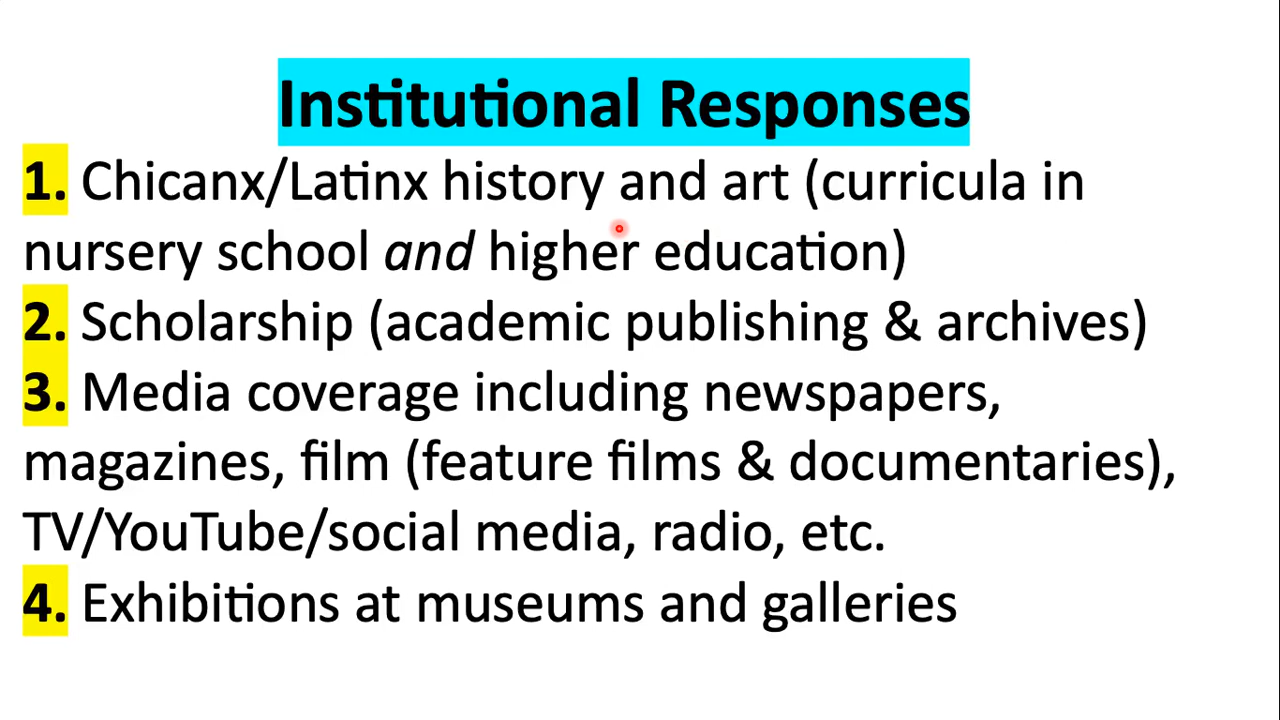 Institutional Responses
1. Chicanx/Latinx history and art (curricula in
nursery school and higher education)
2. Scholarship (academic publishing & archives)
3. Media coverage including newspapers,
magazines, film (feature films & documentaries),
TV/YouTube/social media, radio, etc.
4. Exhibitions at museums and galleries